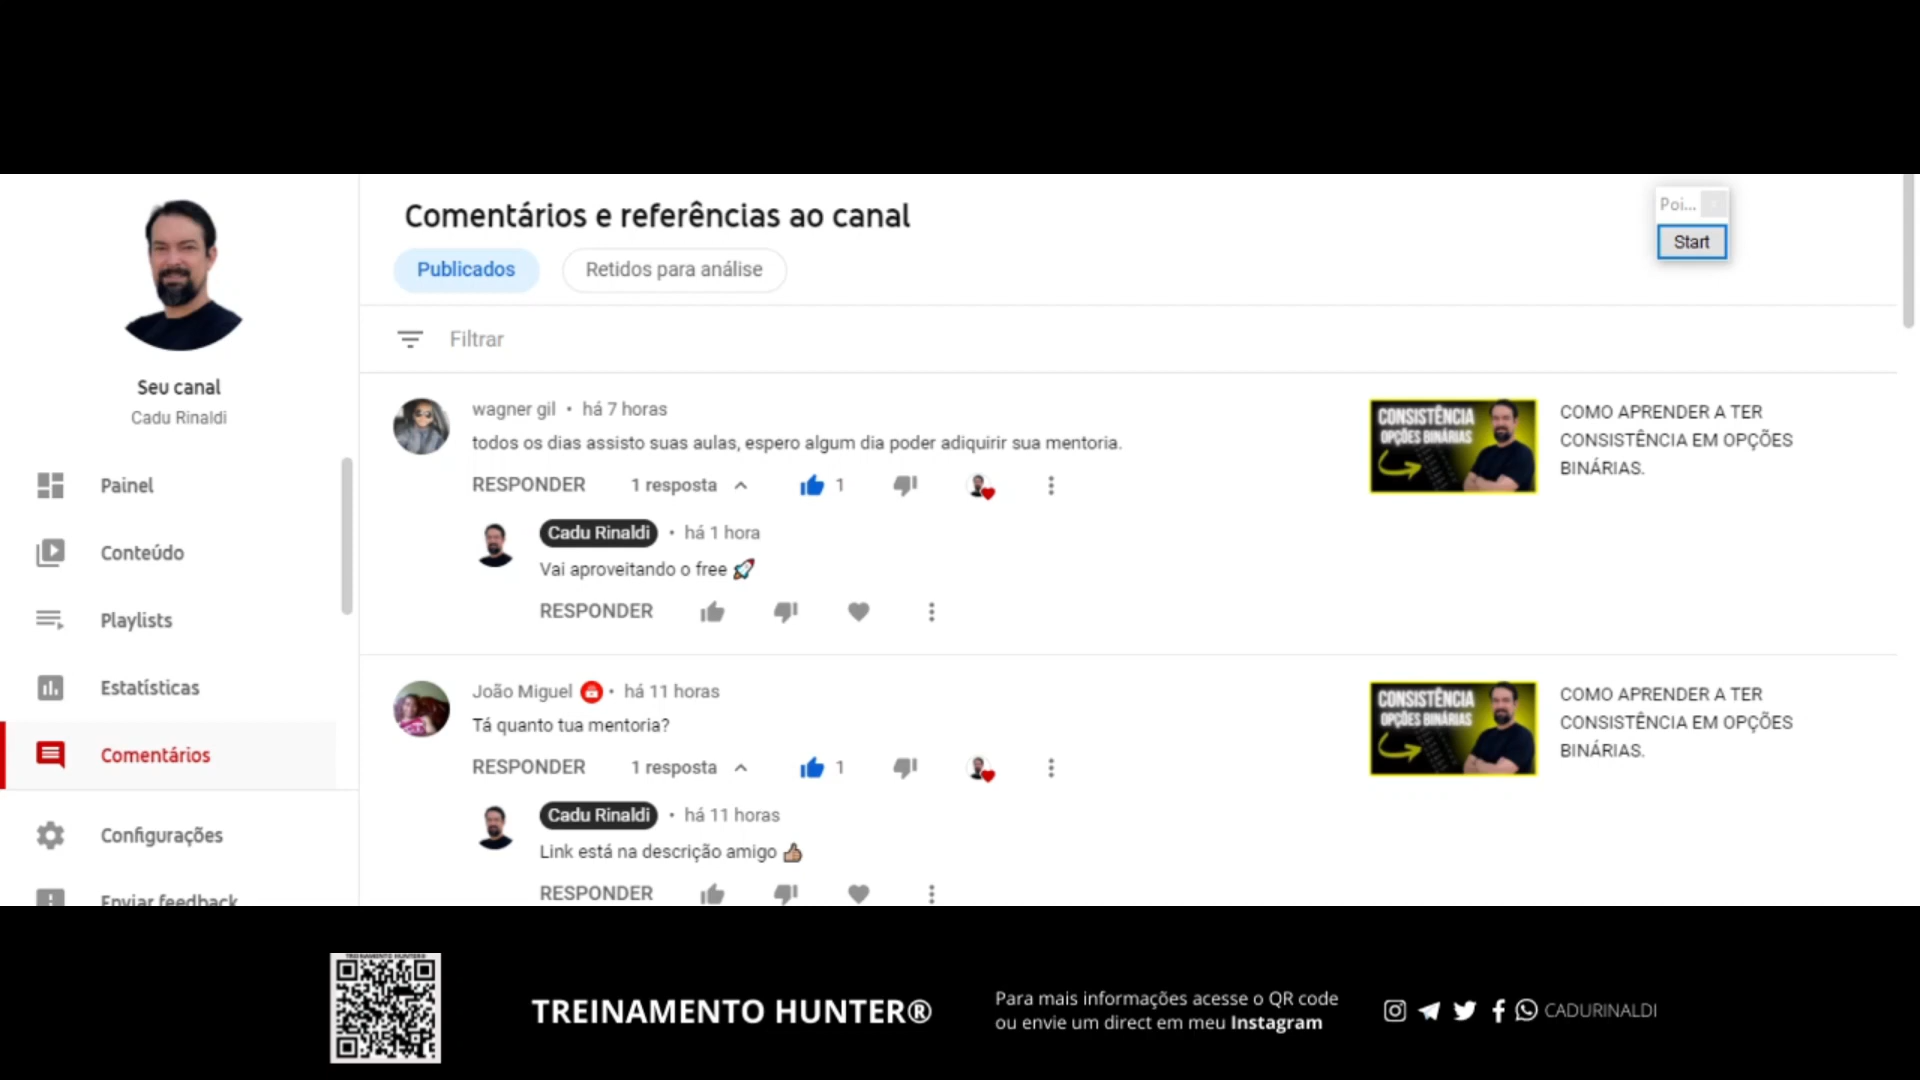 Comentários e referências ao canal
Poi...
Start
Publicados
Retidos para análise
Filtrar
Seu canal
Cadu Rinaldi
Painel
Conteúdo
Playlists
Estatísticas
Comentários
Configurações
Enviar feedback
wagner gil • há 7 horas
todos os dias assisto suas aulas, espero algum dia poder adiquirir sua mentoria.
RESPONDER 1 resposta 1
Cadu Rinaldi • há 1 hora
Vai aproveitando o free 🚀
RESPONDER
CONSISTÊNCIA
OPÇÕES BINÁRIAS
COMO APRENDER A TER
CONSISTÊNCIA EM OPÇÕES
BINÁRIAS.
João Miguel • há 11 horas
Tá quanto tua mentoria?
RESPONDER 1 resposta 1
Cadu Rinaldi • há 11 horas
Link está na descrição amigo 👍🏽
RESPONDER
CONSISTÊNCIA
OPÇÕES BINÁRIAS
COMO APRENDER A TER
CONSISTÊNCIA EM OPÇÕES
BINÁRIAS.
TREINAMENTO HUNTER®
TREINAMENTO HUNTER®
Para mais informações acesse o QR code
ou envie um direct em meu Instagram
CADURINALDI